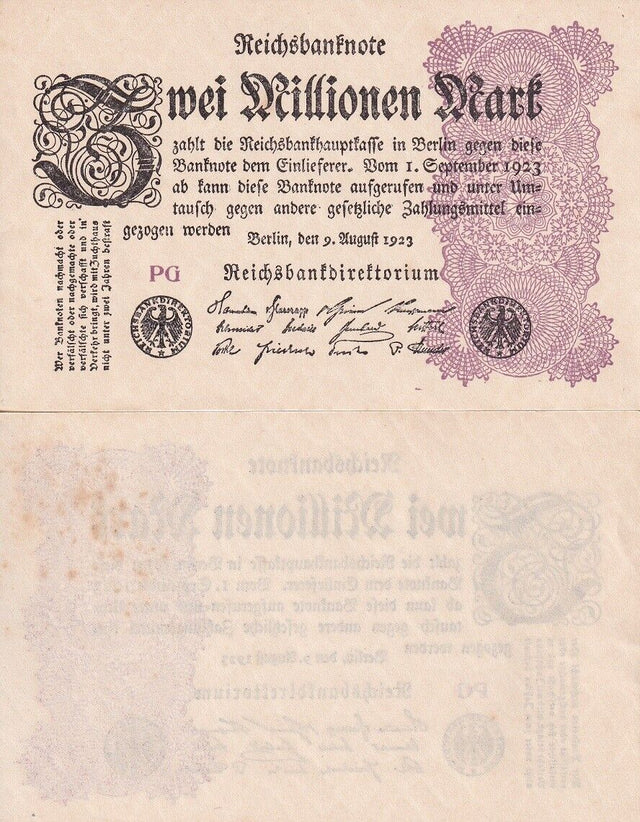 Reichsbanknote
Zwei Millionen Mark
zahlt die Reichsbankhauptkasse in Berlin gegen diese
Banknote dem Einlieferer. Vom 1. September 1923
ab kann diese Banknote aufgerufen und unter Um-
tausch gegen andere gesetzliche Zahlungsmittel ein-
gezogen werden
Berlin, den 9. August 1923
PG
Reichsbankdirektorium
Wer Banknoten nachmacht oder
verfälscht oder nachgemachte oder
verfälschte sich verschafft und in
Verkehr bringt, wird mit Zuchthaus
nicht unter zwei Jahren bestraft
REICHSBANKDIREKTORIUM
REICHSBANKDIREKTORIUM